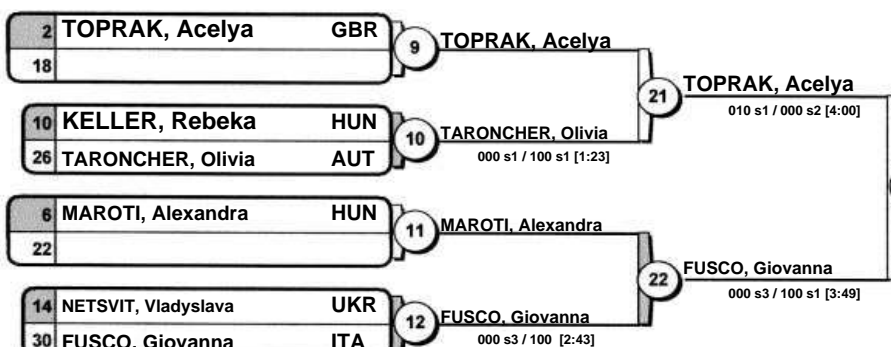 2 TOPRAK, Acelya GBR
18
9 TOPRAK, Acelya
10 KELLER, Rebeka HUN
26 TARONCHER, Olivia AUT
10 TARONCHER, Olivia
000 s1 / 100 s1 [1:23]
21 TOPRAK, Acelya
010 s1 / 000 s2 [4:00]
6 MAROTI, Alexandra HUN
22
11 MAROTI, Alexandra
14 NETSVIT, Vladyslava UKR
30 FUSCO, Giovanna ITA
12 FUSCO, Giovanna
000 s3 / 100 [2:43]
22 FUSCO, Giovanna
000 s3 / 100 s1 [3:49]